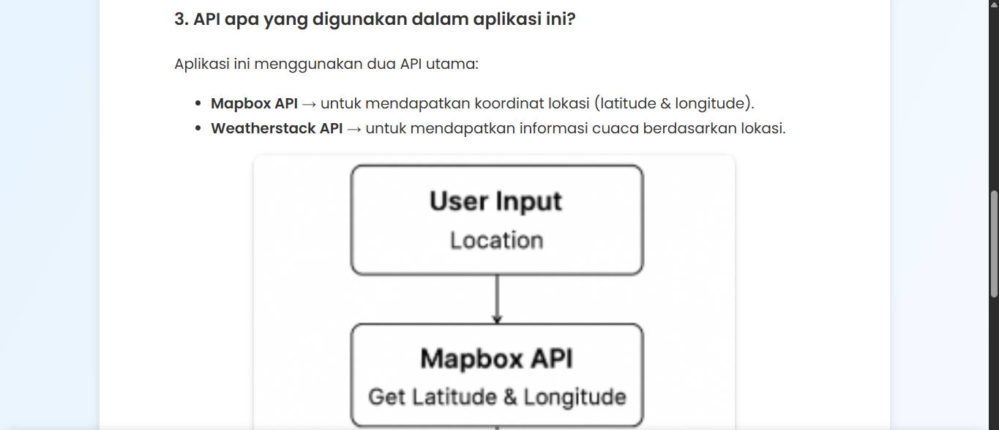 3. API apa yang digunakan dalam aplikasi ini?
Aplikasi ini menggunakan dua API utama:
• Mapbox API → untuk mendapatkan koordinat lokasi (latitude & longitude).
• Weatherstack API → untuk mendapatkan informasi cuaca berdasarkan lokasi.
User Input
Location
Mapbox API
Get Latitude & Longitude